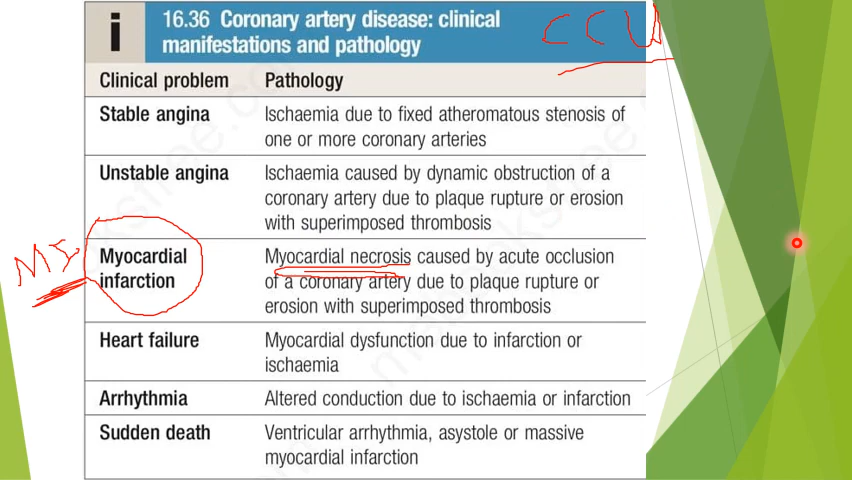 i
16.36 Coronary artery disease: clinical
manifestations and pathology
CCU
Clinical problem Pathology
Stable angina Ischaemia due to fixed atheromatous stenosis of
one or more coronary arteries
Unstable angina Ischaemia caused by dynamic obstruction of a
coronary artery due to plaque rupture or erosion
with superimposed thrombosis
MI
Myocardial Myocardial necrosis caused by acute occlusion
infarction of a coronary artery due to plaque rupture or
erosion with superimposed thrombosis
Heart failure Myocardial dysfunction due to infarction or
ischaemia
Arrhythmia Altered conduction due to ischaemia or infarction
Sudden death Ventricular arrhythmia, asystole or massive
myocardial infarction